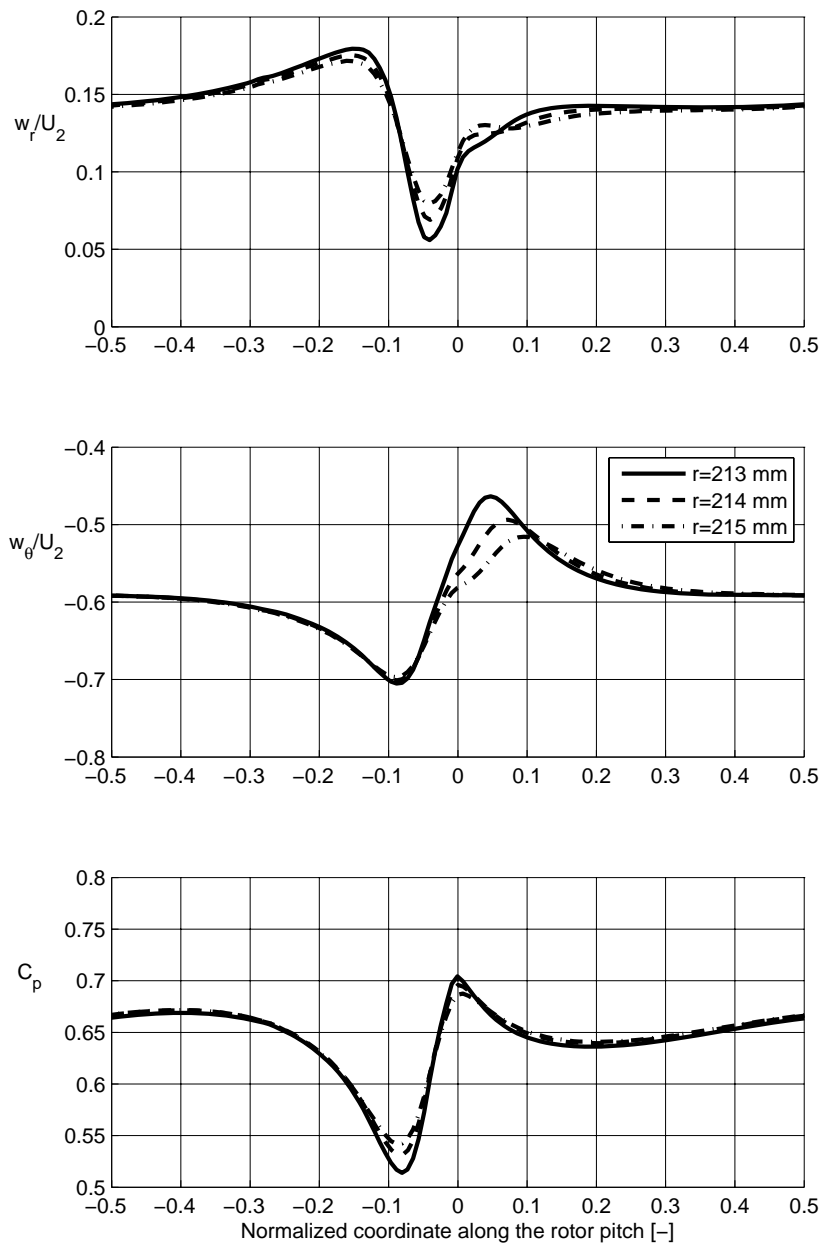 0.2
0.15
w_r/U_2
0.1
0.05
0
−0.5 −0.4 −0.3 −0.2 −0.1 0 0.1 0.2 0.3 0.4 0.5
−0.4
r=213 mm
r=214 mm
−0.5
r=215 mm
w_θ/U_2
−0.6
−0.7
−0.8
−0.5 −0.4 −0.3 −0.2 −0.1 0 0.1 0.2 0.3 0.4 0.5
0.8
0.75
C_p
0.7
0.65
0.6
0.55
0.5
−0.5 −0.4 −0.3 −0.2 −0.1 0 0.1 0.2 0.3 0.4 0.5
Normalized coordinate along the rotor pitch [−]